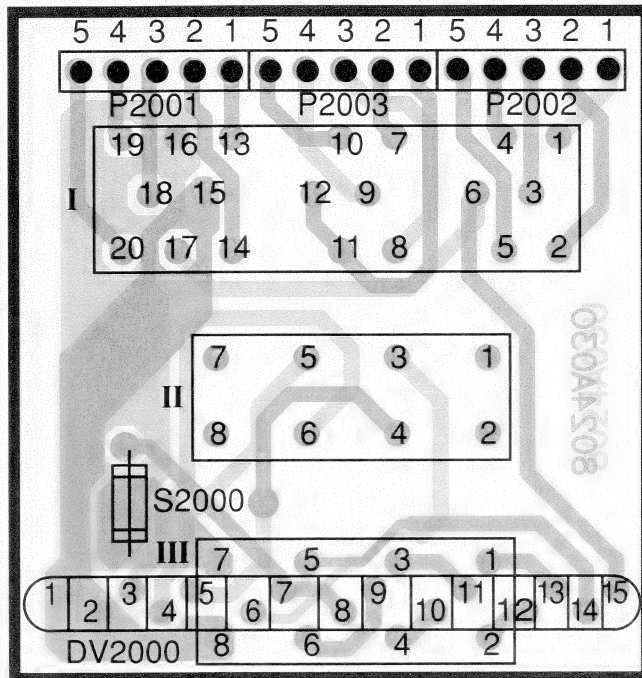 5 4 3 2 1 5 4 3 2 1 5 4 3 2 1
P2001 P2003 P2002
19 16 13 10 7 4 1
I 18 15 12 9 6 3
20 17 14 11 8 5 2
7 5 3 1
II
8 6 4 2
S2000
III 7 5 3 1
1 2 3 4 5 6 7 8 9 10 11 12 13 14 15
DV2000 8 6 4 2